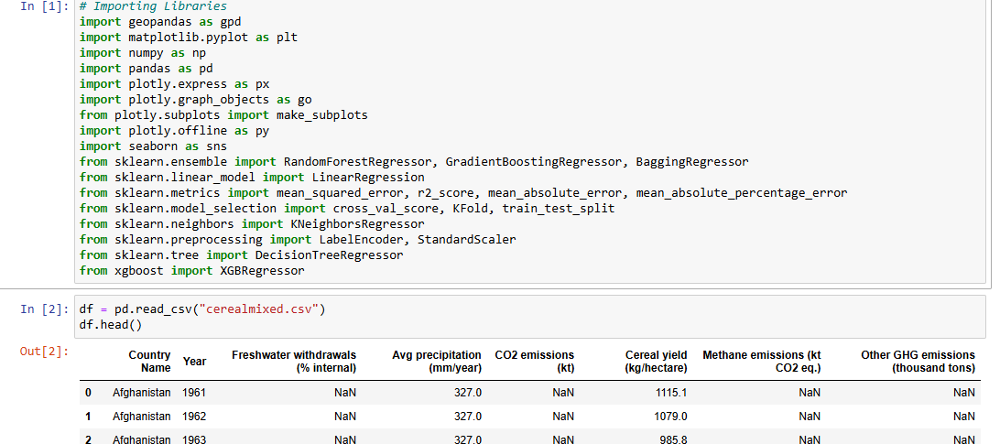 In [1]: # Importing Libraries
import geopandas as gpd
import matplotlib.pyplot as plt
import numpy as np
import pandas as pd
import plotly.express as px
import plotly.graph_objects as go
from plotly.subplots import make_subplots
import plotly.offline as py
import seaborn as sns
from sklearn.ensemble import RandomForestRegressor, GradientBoostingRegressor, BaggingRegressor
from sklearn.linear_model import LinearRegression
from sklearn.metrics import mean_squared_error, r2_score, mean_absolute_error, mean_absolute_percentage_error
from sklearn.model_selection import cross_val_score, KFold, train_test_split
from sklearn.neighbors import KNeighborsRegressor
from sklearn.preprocessing import LabelEncoder, StandardScaler
from sklearn.tree import DecisionTreeRegressor
from xgboost import XGBRegressor
In [2]: df = pd.read_csv("cerealmixed.csv")
df.head()
Out[2]:
Country Year Freshwater withdrawals Avg precipitation CO2 emissions Cereal yield Methane emissions (kt Other GHG emissions
Name (% internal) (mm/year) (kt) (kg/hectare) CO2 eq.) (thousand tons)
0 Afghanistan 1961 NaN 327.0 NaN 1115.1 NaN NaN
1 Afghanistan 1962 NaN 327.0 NaN 1079.0 NaN NaN
2 Afghanistan 1963 NaN 327.0 NaN 985.8 NaN NaN